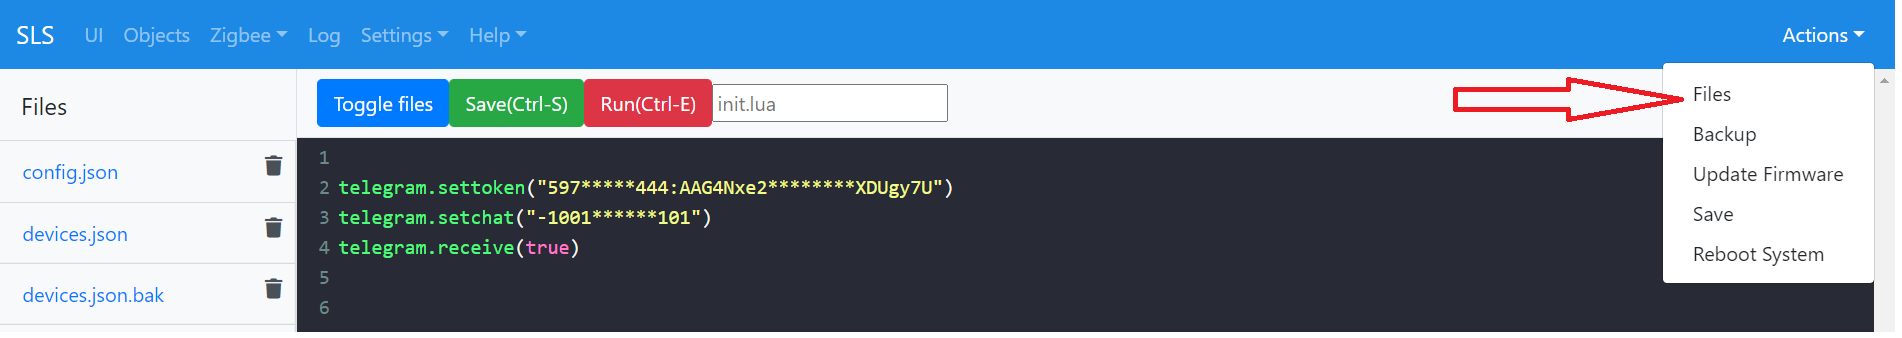 SLS UI Objects Zigbee Log Settings Help Actions
Files
config.json
devices.json
devices.json.bak
Toggle files Save(Ctrl-S) Run(Ctrl-E) init.lua
1
2 telegram.settoken("597*****444:AAG4Nxe2********XDUgy7U")
3 telegram.setchat("-1001******101")
4 telegram.receive(true)
5
6
Files
Backup
Update Firmware
Save
Reboot System